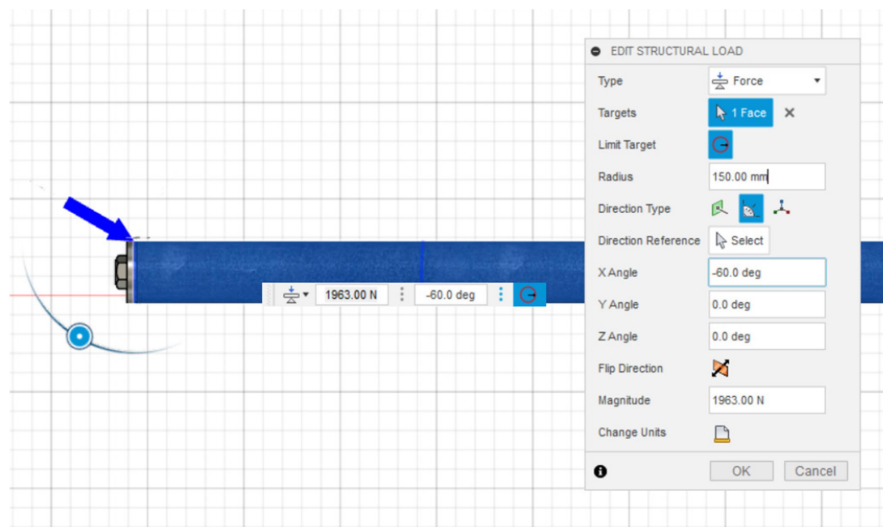 EDIT STRUCTURAL LOAD
Type Force
Targets 1 Face
Limit Target
Radius 150.00 mm
Direction Type
Direction Reference Select
X Angle -60.0 deg
Y Angle 0.0 deg
Z Angle 0.0 deg
Flip Direction
Magnitude 1963.00 N
Change Units
OK Cancel
1963.00 N -60.0 deg